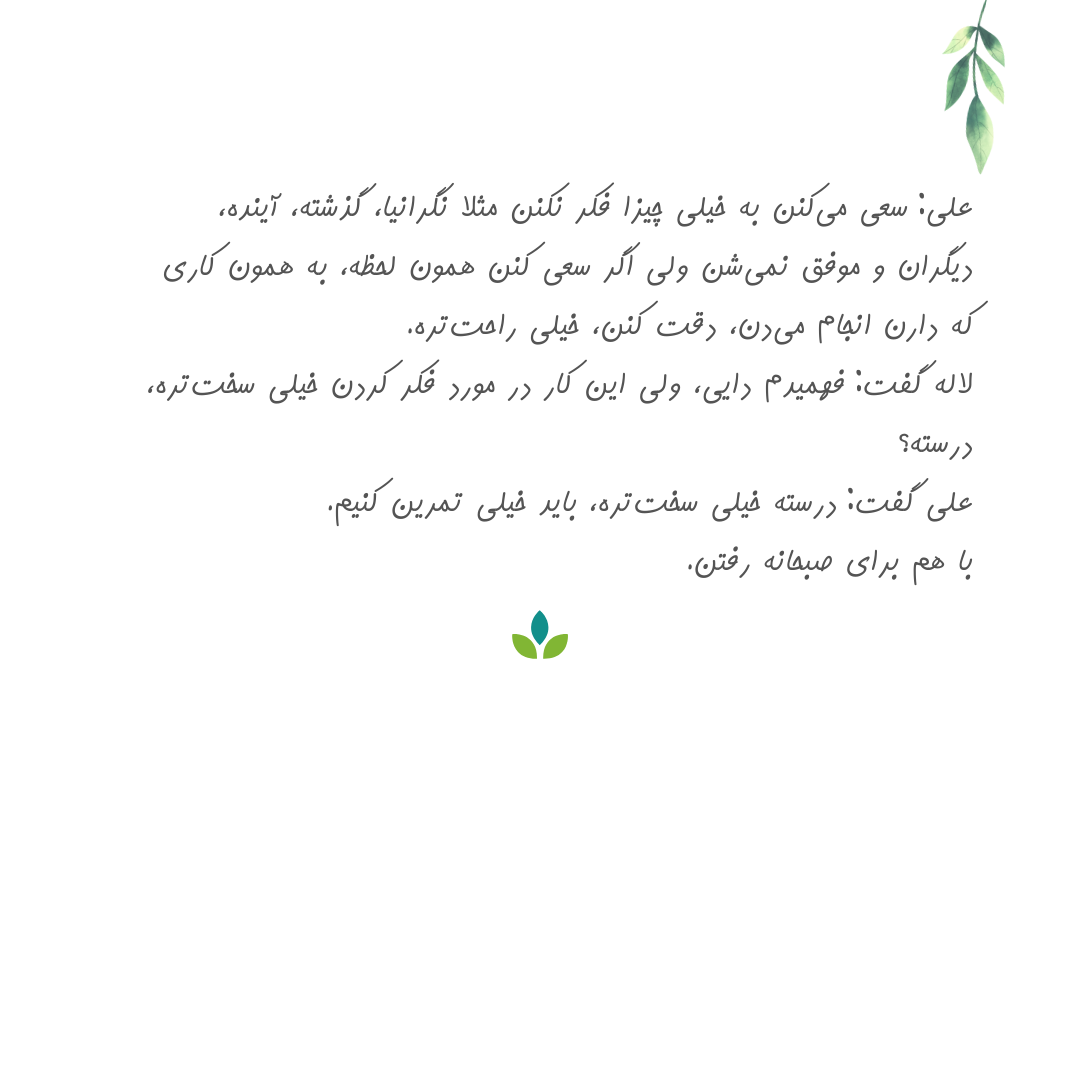 علی: سعی می‌کنن به خیلی چیزا فکر نکنن مثلا نگرانیا، گذشته، آینده،
دیگران و موفق نمی‌شن ولی اگر سعی کنن همون لحظه، به همون کاری
که دارن انجام می‌دن، دقت کنن، خیلی راحت‌تره.
لاله گفت: فهمیدم دایی، ولی این کار در مورد فکر کردن خیلی سخت‌تره،
درسته؟
علی گفت: درسته خیلی سخت‌تره، باید خیلی تمرین کنیم.
با هم برای صبحانه رفتن.